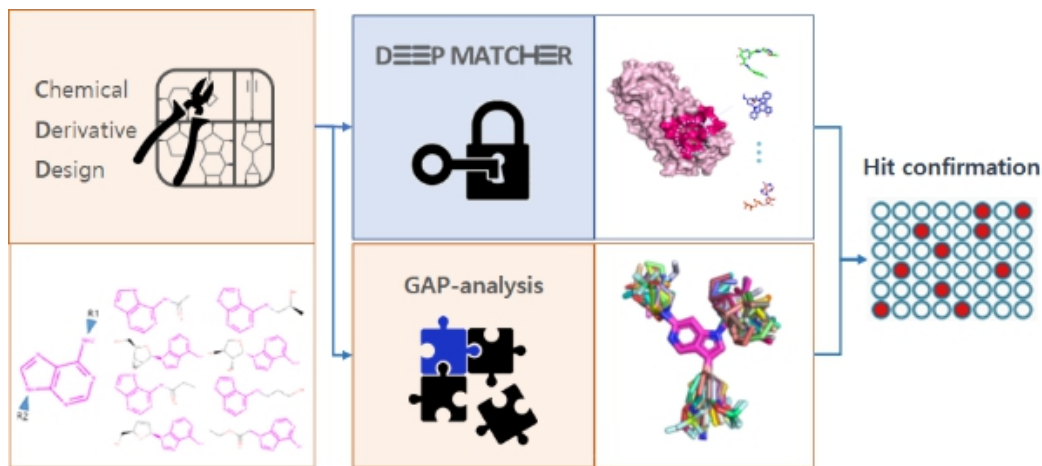 Chemical
Derivative
Design
DEEP MATCHER
Hit confirmation
GAP-analysis
R1
R2